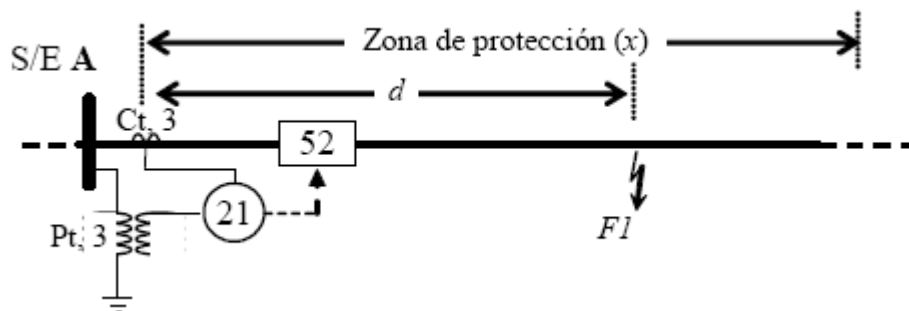 Zona de protección (x)
S/E A
d
Ct, 3
52
21
Pt, 3
F1